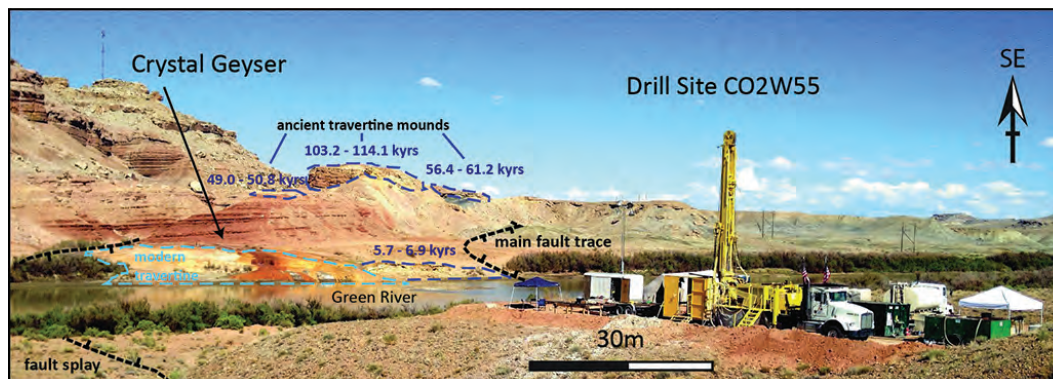 Crystal Geyser
Drill Site CO2W55
SE
ancient travertine mounds
103.2 - 114.1 kyrs
49.0 - 50.8 kyrs
56.4 - 61.2 kyrs
5.7 - 6.9 kyrs
main fault trace
modern
travertine
Green River
30m
fault splay